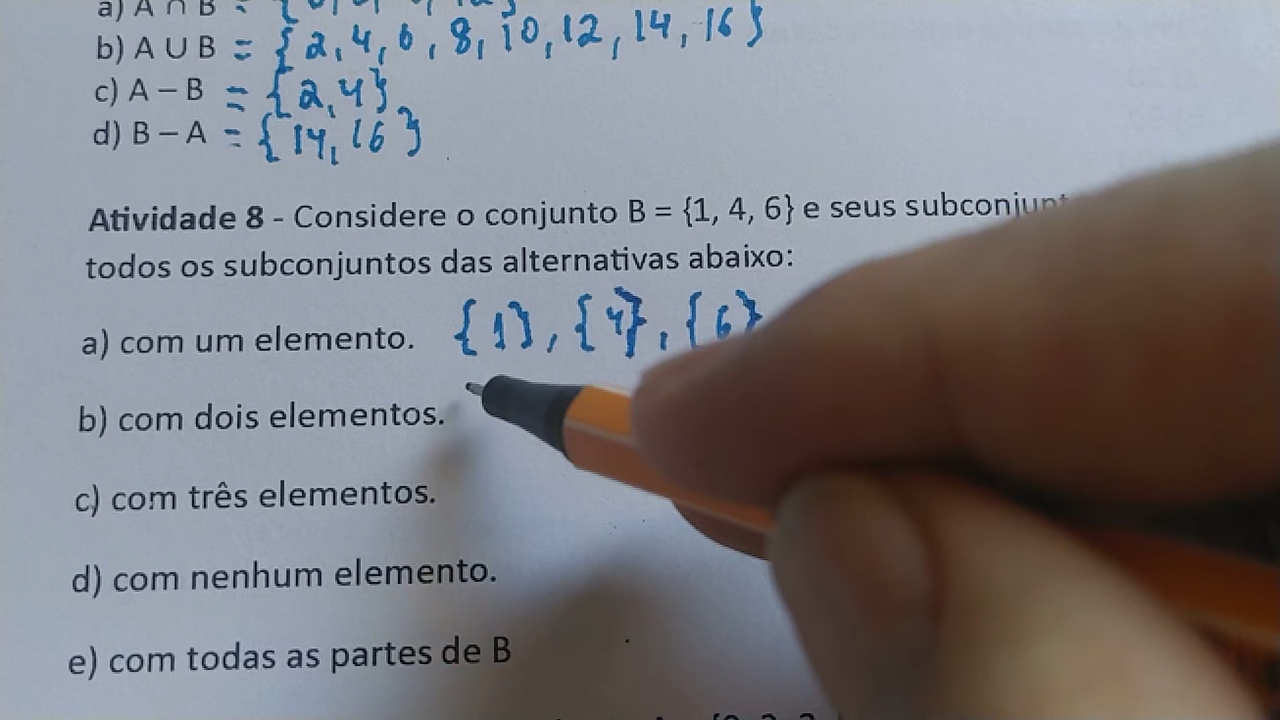 a) A ∩ B = {
b) A ∪ B = { 2, 4, 6, 8, 10, 12, 14, 16 }
c) A – B = { 2, 4 }
d) B – A = { 14, 16 }
Atividade 8 - Considere o conjunto B = {1, 4, 6} e seus
todos os subconjuntos das alternativas abaixo:
a) com um elemento. {1}, {4}, {6}
b) com dois elementos.
c) com três elementos.
d) com nenhum elemento.
e) com todas as partes de B